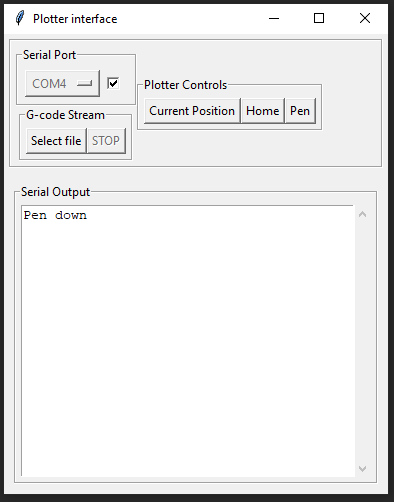 Plotter interface
Serial Port
COM4
Plotter Controls
Current Position Home Pen
G-code Stream
Select file STOP
Serial Output
Pen down